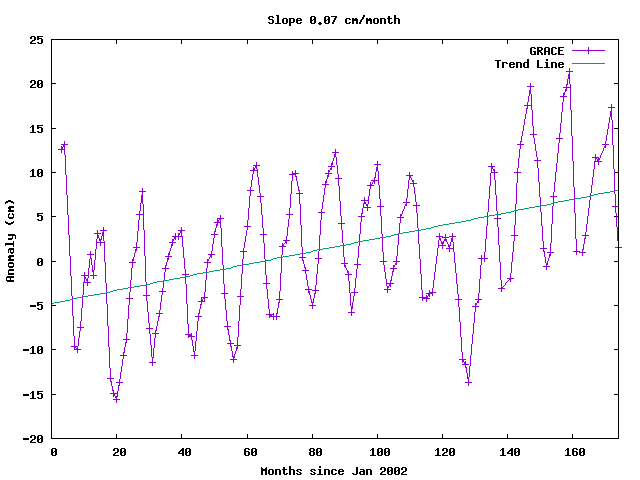 Slope 0.07 cm/month
GRACE
Trend Line
25
20
15
10
5
0
-5
-10
-15
-20
Anomaly (cm)
0 20 40 60 80 100 120 140 160
Months since Jan 2002